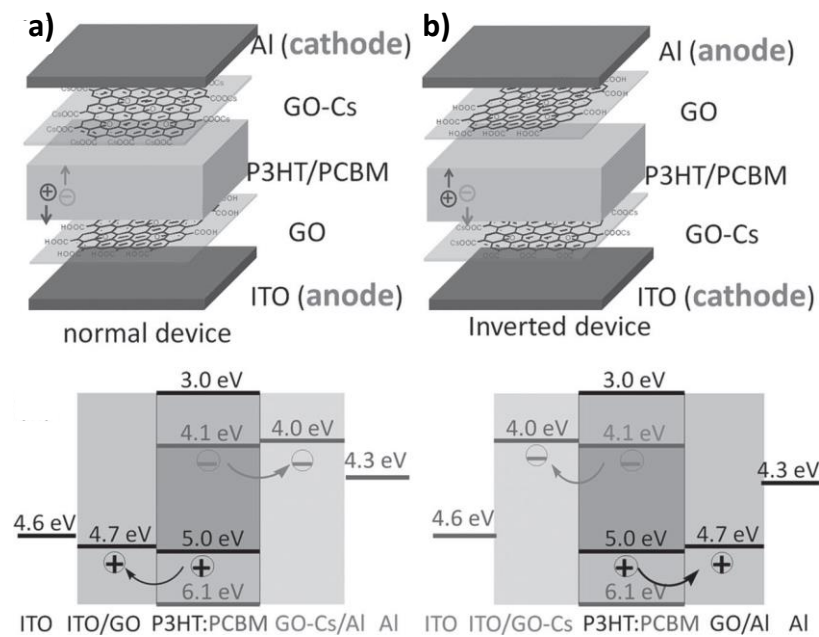 a)
Al (cathode)
GO-Cs
P3HT/PCBM
GO
ITO (anode)
normal device
b)
Al (anode)
GO
P3HT/PCBM
GO-Cs
ITO (cathode)
Inverted device
3.0 eV
4.1 eV
4.0 eV
4.3 eV
4.6 eV
4.7 eV
5.0 eV
6.1 eV
ITO ITO/GO P3HT:PCBM GO-Cs/Al Al
3.0 eV
4.0 eV
4.1 eV
4.3 eV
4.6 eV
5.0 eV
4.7 eV
6.1 eV
ITO ITO/GO-Cs P3HT:PCBM GO/Al Al